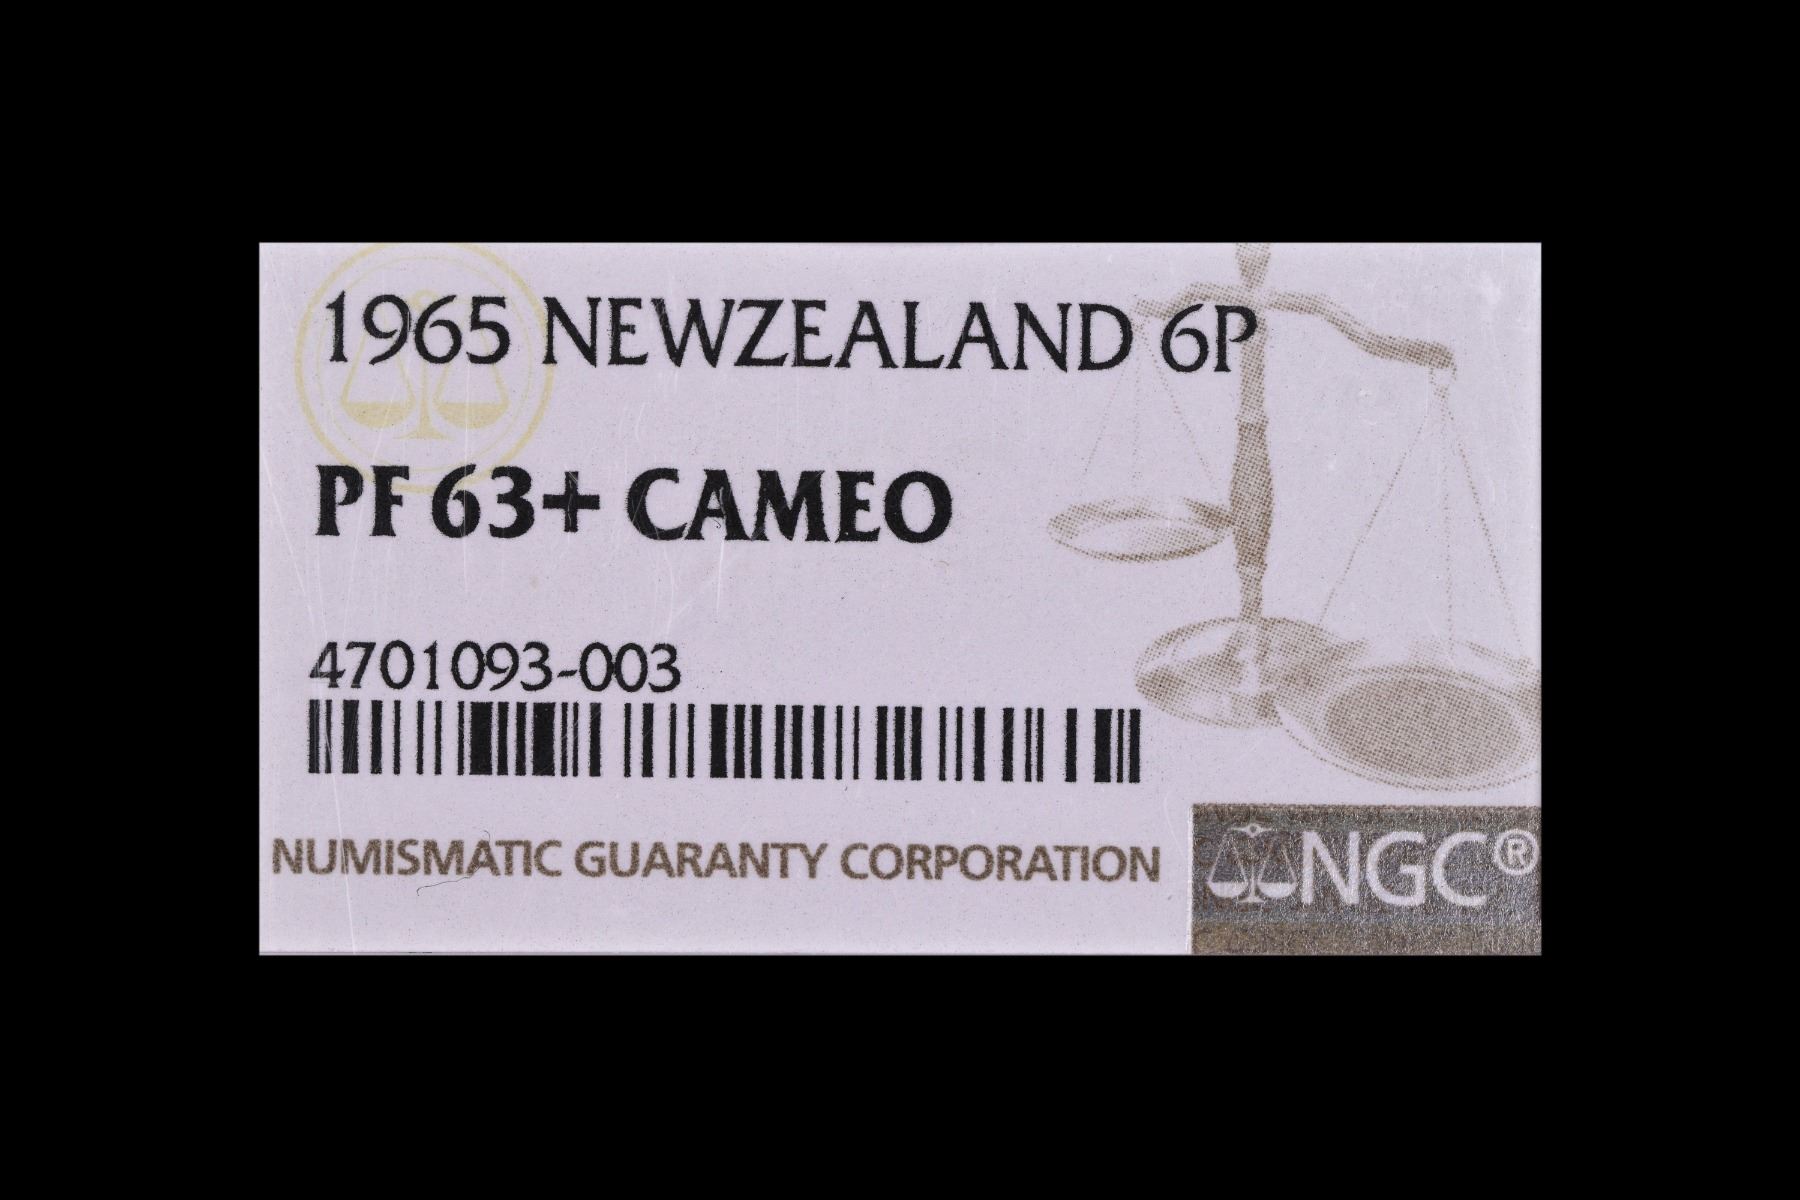 1965 NEWZEALAND 6P
PF 63+ CAMEO
4701093-003
NUMISMATIC GUARANTY CORPORATION
NGC®